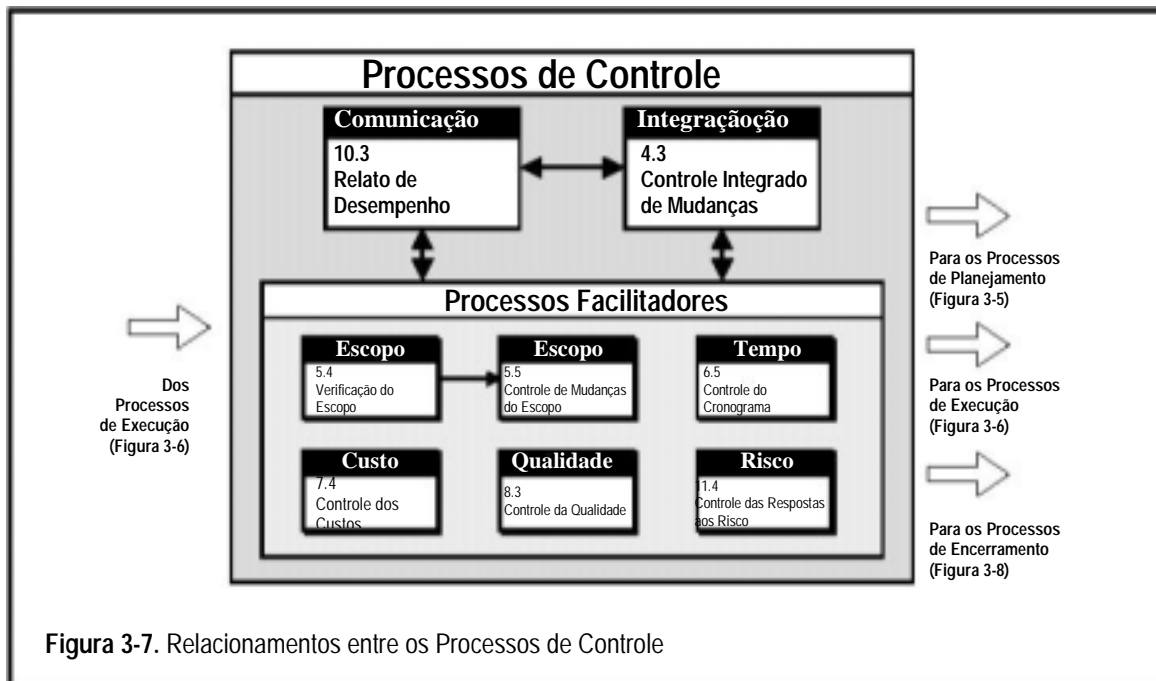 Processos de Controle
Comunicação
10.3
Relato de
Desempenho
Integraçãoção
4.3
Controle Integrado
de Mudanças
Processos Facilitadores
Escopo
5.4
Verificação do
Escopo
Escopo
5.5
Controle de Mudanças
do Escopo
Tempo
6.5
Controle do
Cronograma
Custo
7.4
Controle dos
Custos
Qualidade
8.3
Controle da Qualidade
Risco
11.4
Controle das Respostas
aos Risco
Dos
Processos
de Execução
(Figura 3-6)
Para os Processos
de Planejamento
(Figura 3-5)
Para os Processos
de Execução
(Figura 3-6)
Para os Processos
de Encerramento
(Figura 3-8)
Figura 3-7. Relacionamentos entre os Processos de Controle